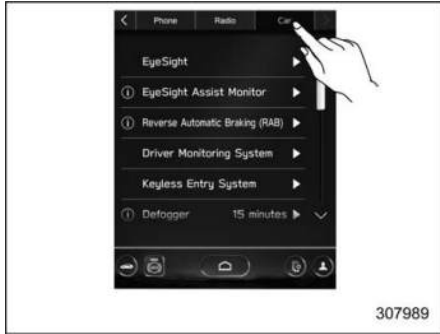 Phone Radio Car
EyeSight
EyeSight Assist Monitor
Reverse Automatic Braking (RAB)
Driver Monitoring System
Keyless Entry System
Defogger 15 minutes
307989